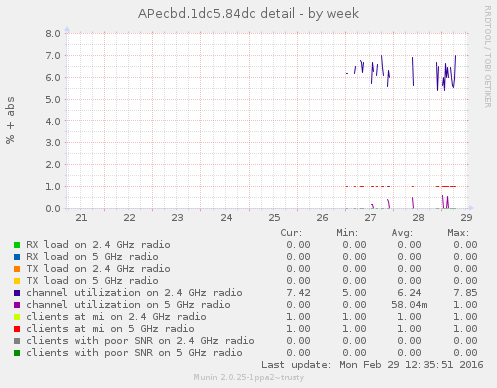 APecbd.1dc5.84dc detail - by week
RRDTOOL / TOBI OETIKER
% + abs
8.0
7.0
6.0
5.0
4.0
3.0
2.0
1.0
0.0
21 22 23 24 25 26 27 28 29
Cur: Min: Avg: Max:
RX load on 2.4 GHz radio 0.00 0.00 0.00 0.00
RX load on 5 GHz radio 0.00 0.00 0.00 0.00
TX load on 2.4 GHz radio 0.00 0.00 0.00 0.00
TX load on 5 GHz radio 0.00 0.00 0.00 0.00
channel utilization on 2.4 GHz radio 7.42 5.00 6.24 7.85
channel utilization on 5 GHz radio 0.00 0.00 58.04m 1.00
clients at mi on 2.4 GHz radio 1.00 1.00 1.00 1.00
clients at mi on 5 GHz radio 1.00 1.00 1.00 1.00
clients with poor SNR on 2.4 GHz radio 0.00 0.00 0.00 0.00
clients with poor SNR on 5 GHz radio 0.00 0.00 0.00 0.00
Last update: Mon Feb 29 12:35:51 2016
Munin 2.0.25-1ppa2~trusty